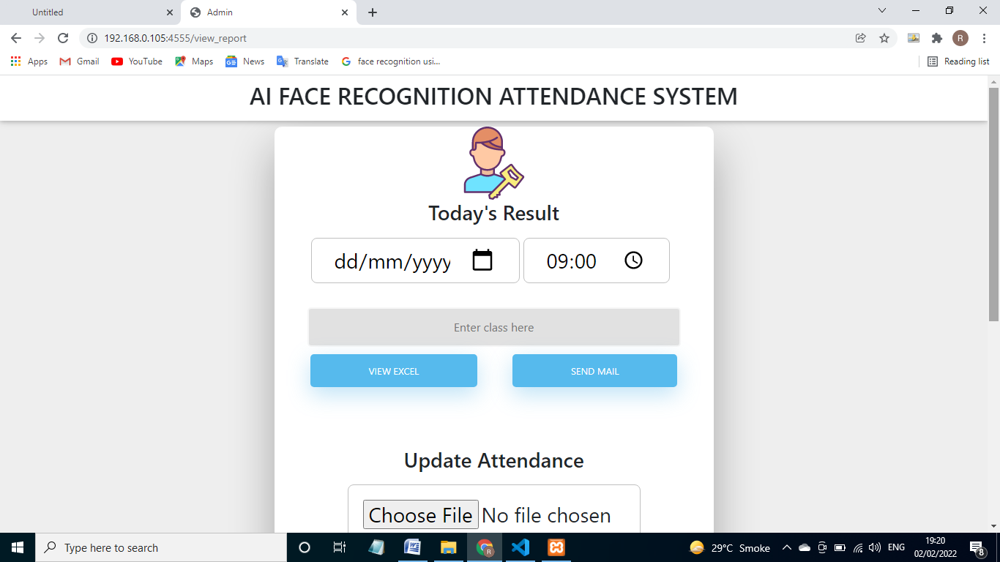 Untitled
Admin
192.168.0.105:4555/view_report
R
Apps
Gmail
YouTube
Maps
News
Translate
face recognition usi...
Reading list
AI FACE RECOGNITION ATTENDANCE SYSTEM
Today's Result
dd/mm/yyyy
09:00
Enter class here
VIEW EXCEL
SEND MAIL
Update Attendance
Choose File No file chosen
Type here to search
29°C Smoke
ENG
19:20
02/02/2022
8